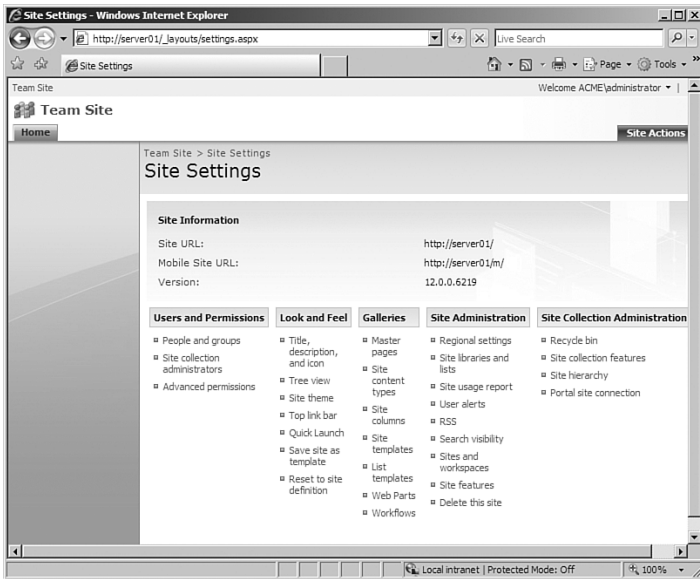 Site Settings - Windows Internet Explorer
http://server01/_layouts/settings.aspx
Live Search
Site Settings
Page
Tools
Team Site
Welcome ACME\administrator
Team Site
Home
Site Actions
Team Site > Site Settings
Site Settings
Site Information
Site URL: http://server01/
Mobile Site URL: http://server01/m/
Version: 12.0.0.6219
Users and Permissions
People and groups
Site collection
administrators
Advanced permissions
Look and Feel
Title,
description,
and icon
Tree view
Site theme
Top link bar
Quick Launch
Save site as
template
Reset to site
definition
Galleries
Master
pages
Site
content
types
Site
columns
Site
templates
List
templates
Web Parts
Workflows
Site Administration
Regional settings
Site libraries and
lists
Site usage report
User alerts
RSS
Search visibility
Sites and
workspaces
Site features
Delete this site
Site Collection Administration
Recycle bin
Site collection features
Site hierarchy
Portal site connection
Local intranet | Protected Mode: Off
100%